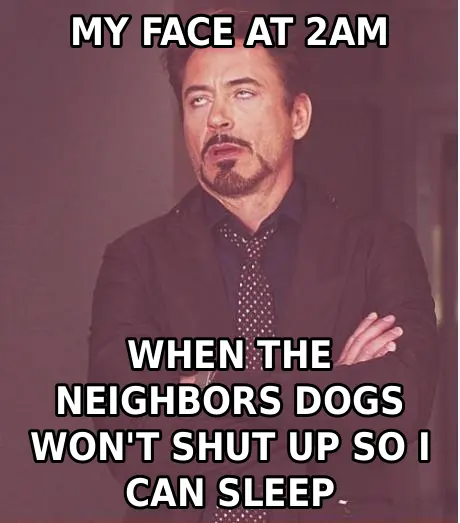 MY FACE AT 2AM
WHEN THE
NEIGHBORS DOGS
WON'T SHUT UP SO I
CAN SLEEP